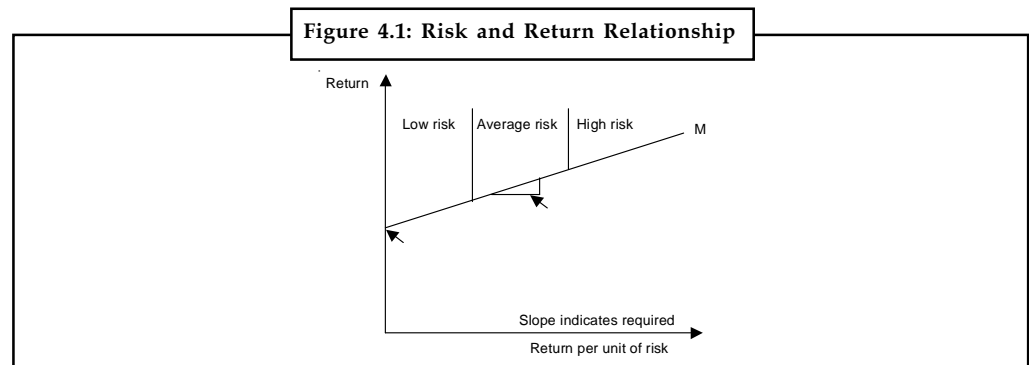 Figure 4.1: Risk and Return Relationship
Return
Low risk Average risk High risk
M
Slope indicates required
Return per unit of risk